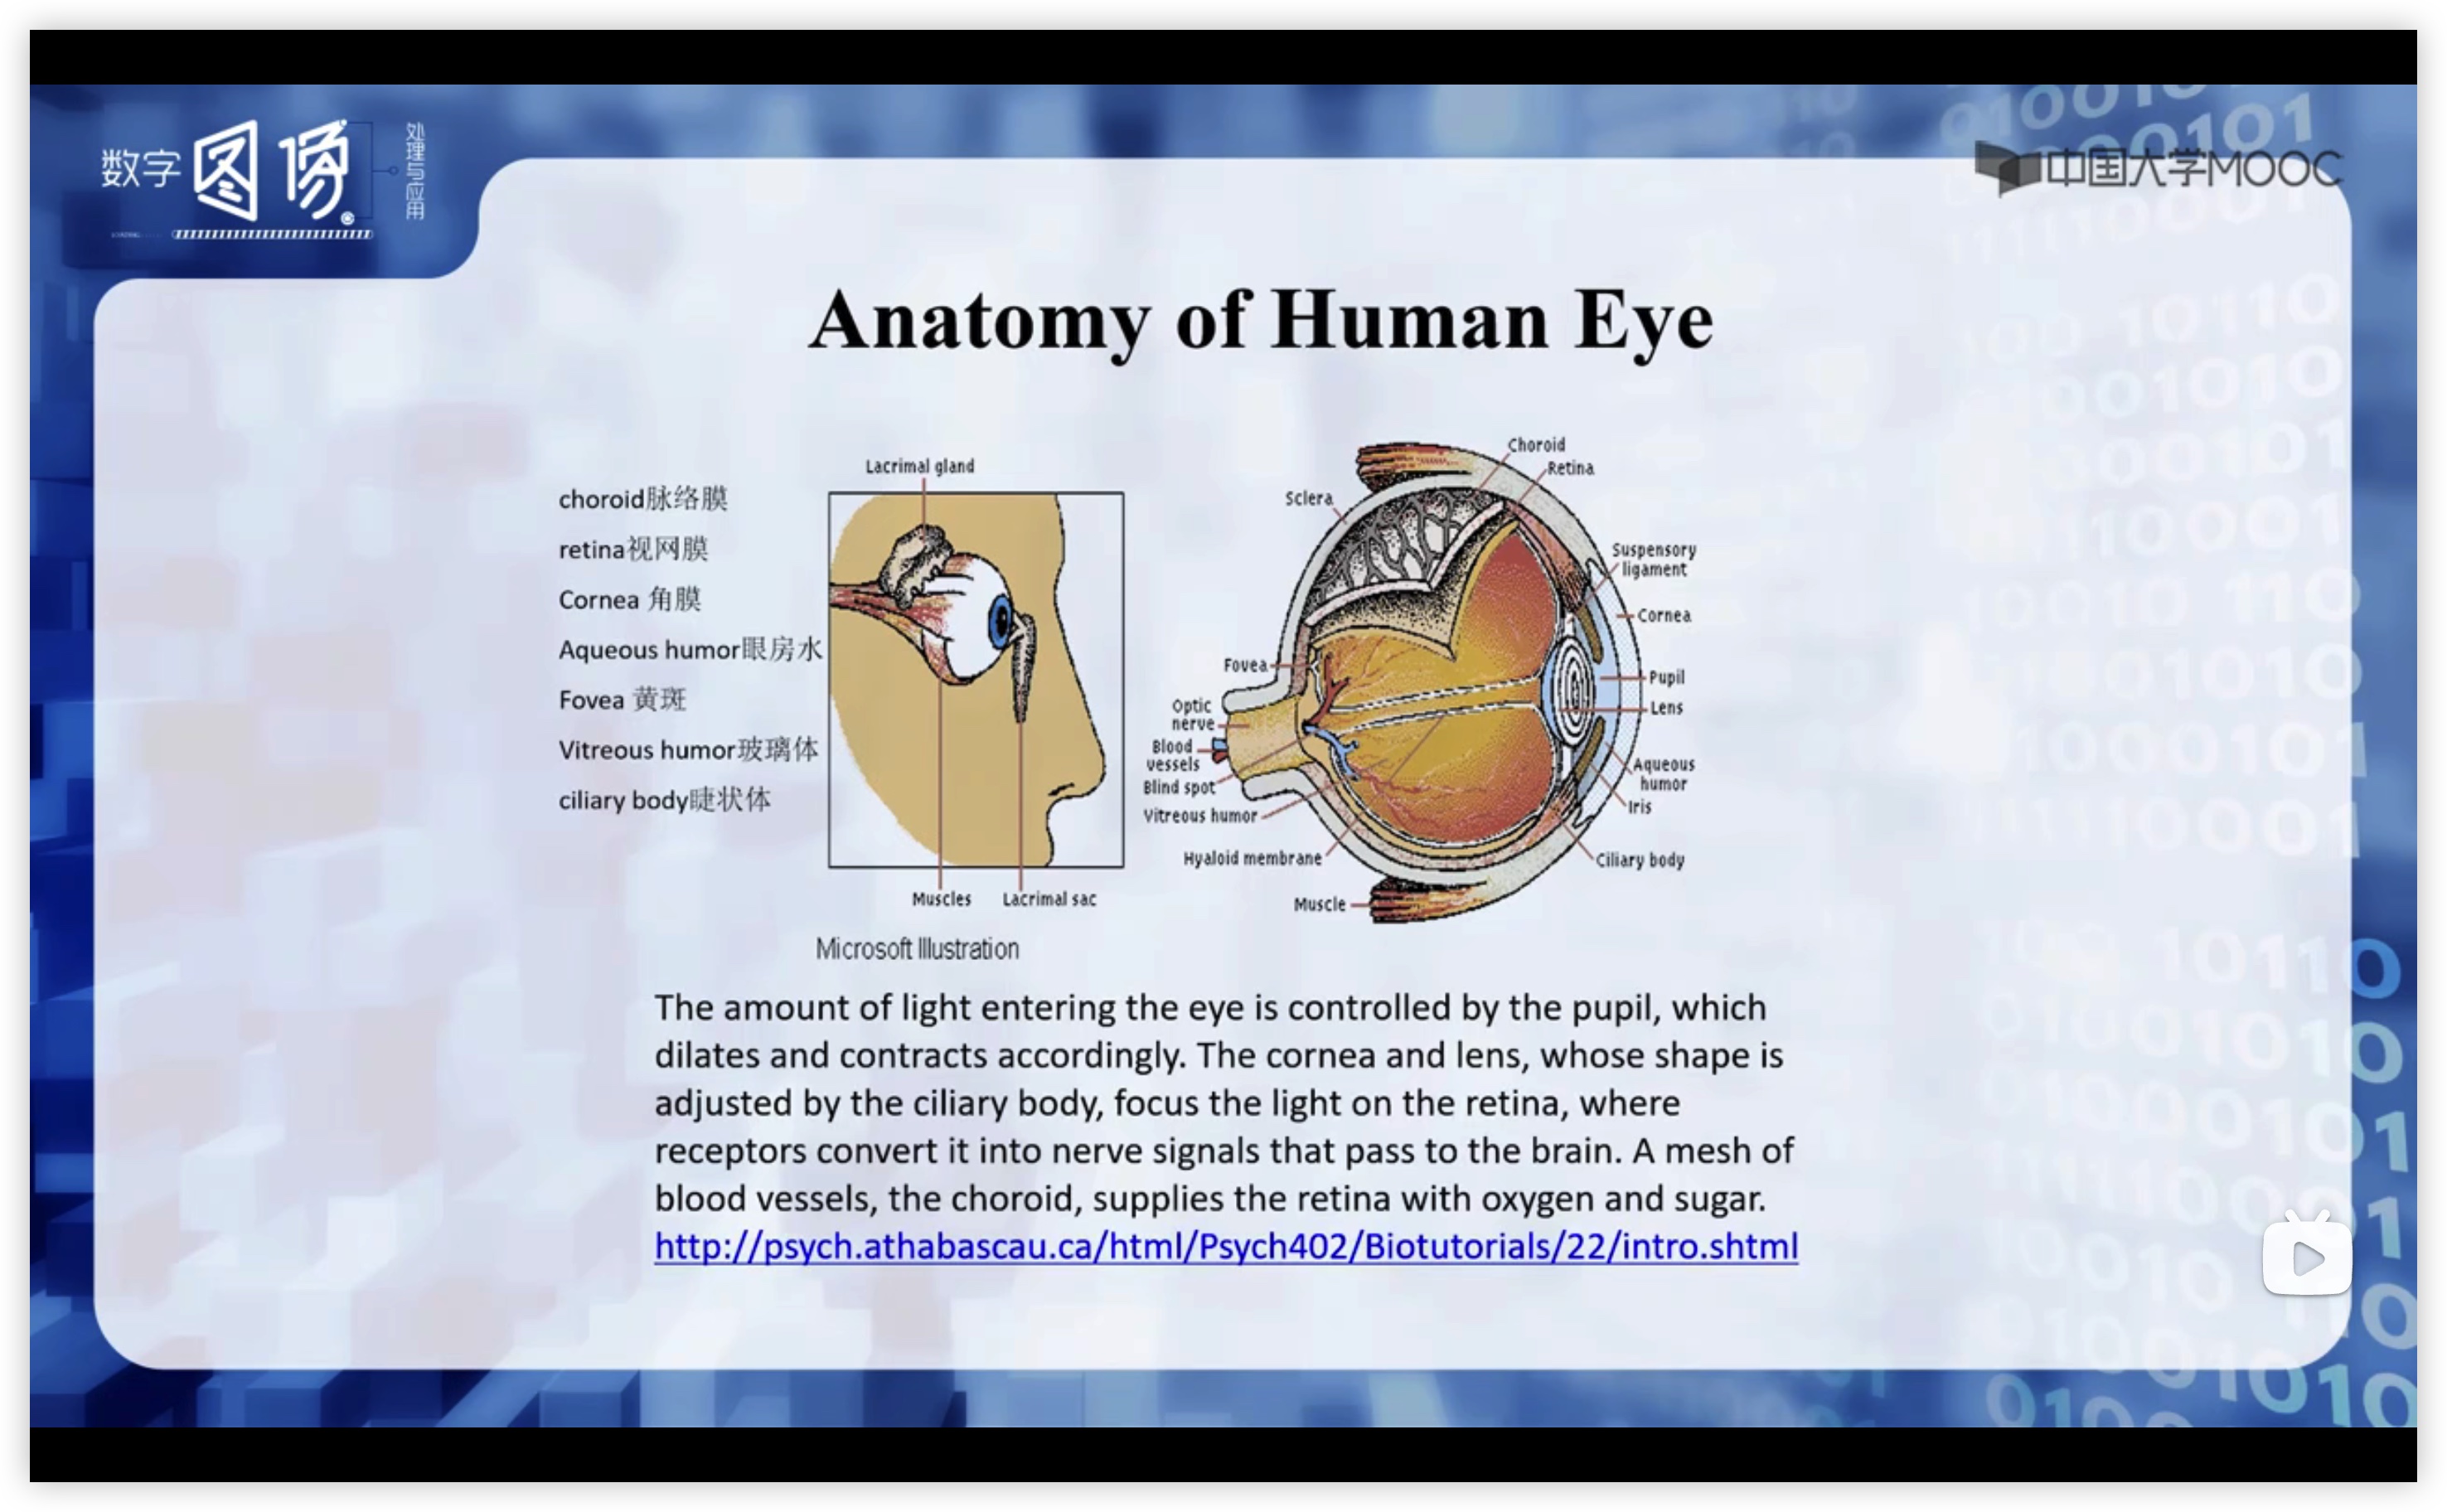 数字图像
处理与应用
中国大学MOOC
Anatomy of Human Eye
choroid脉络膜
retina视网膜
Cornea 角膜
Aqueous humor眼房水
Fovea 黄斑
Vitreous humor玻璃体
ciliary body睫状体
Lacrimal gland
Muscles
Lacrimal sac
Microsoft Illustration
Choroid
Retina
Sclera
Suspensory
ligament
Cornea
Fovea
Pupil
Optic
nerve
Lens
Blood
vessels
Aqueous
humor
Blind spot
Iris
Vitreous humor
Hyaloid membrane
Ciliary body
Muscle
The amount of light entering the eye is controlled by the pupil, which
dilates and contracts accordingly. The cornea and lens, whose shape is
adjusted by the ciliary body, focus the light on the retina, where
receptors convert it into nerve signals that pass to the brain. A mesh of
blood vessels, the choroid, supplies the retina with oxygen and sugar.
http://psych.athabascau.ca/html/Psych402/Biotutorials/22/intro.shtml